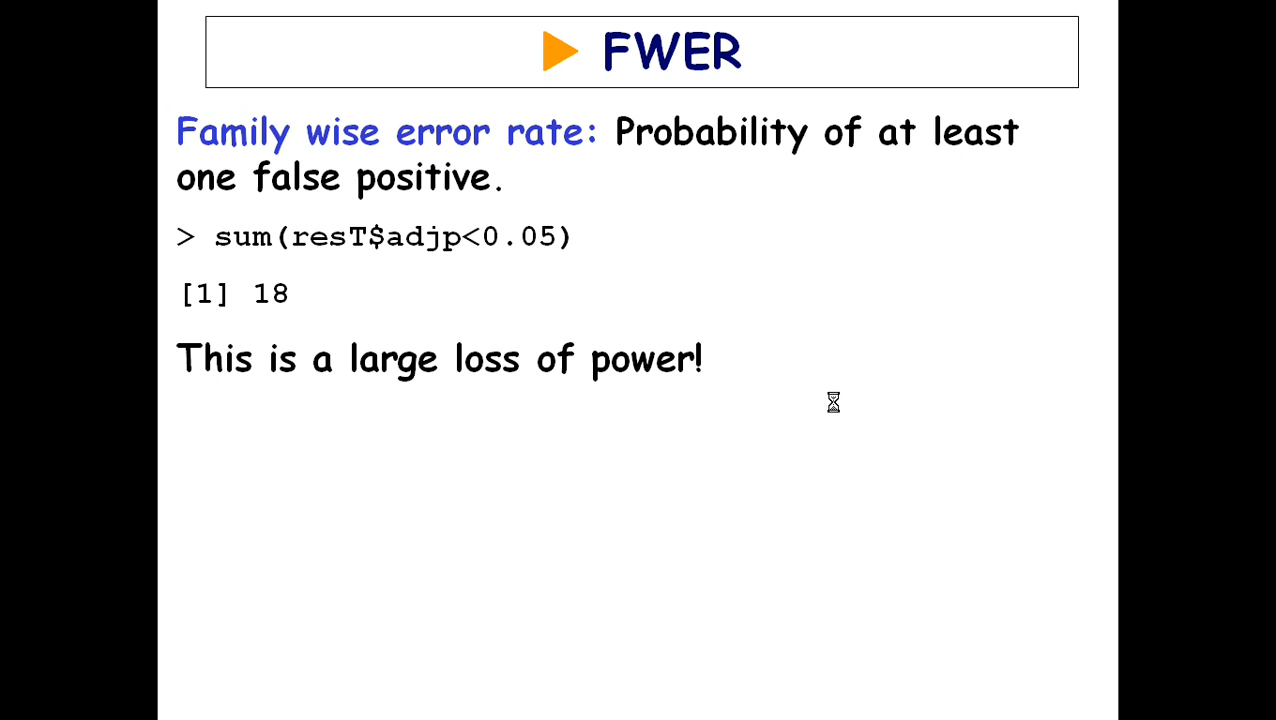 FWER
Family wise error rate: Probability of at least
one false positive.
> sum(resT$adjp<0.05)
[1] 18
This is a large loss of power!